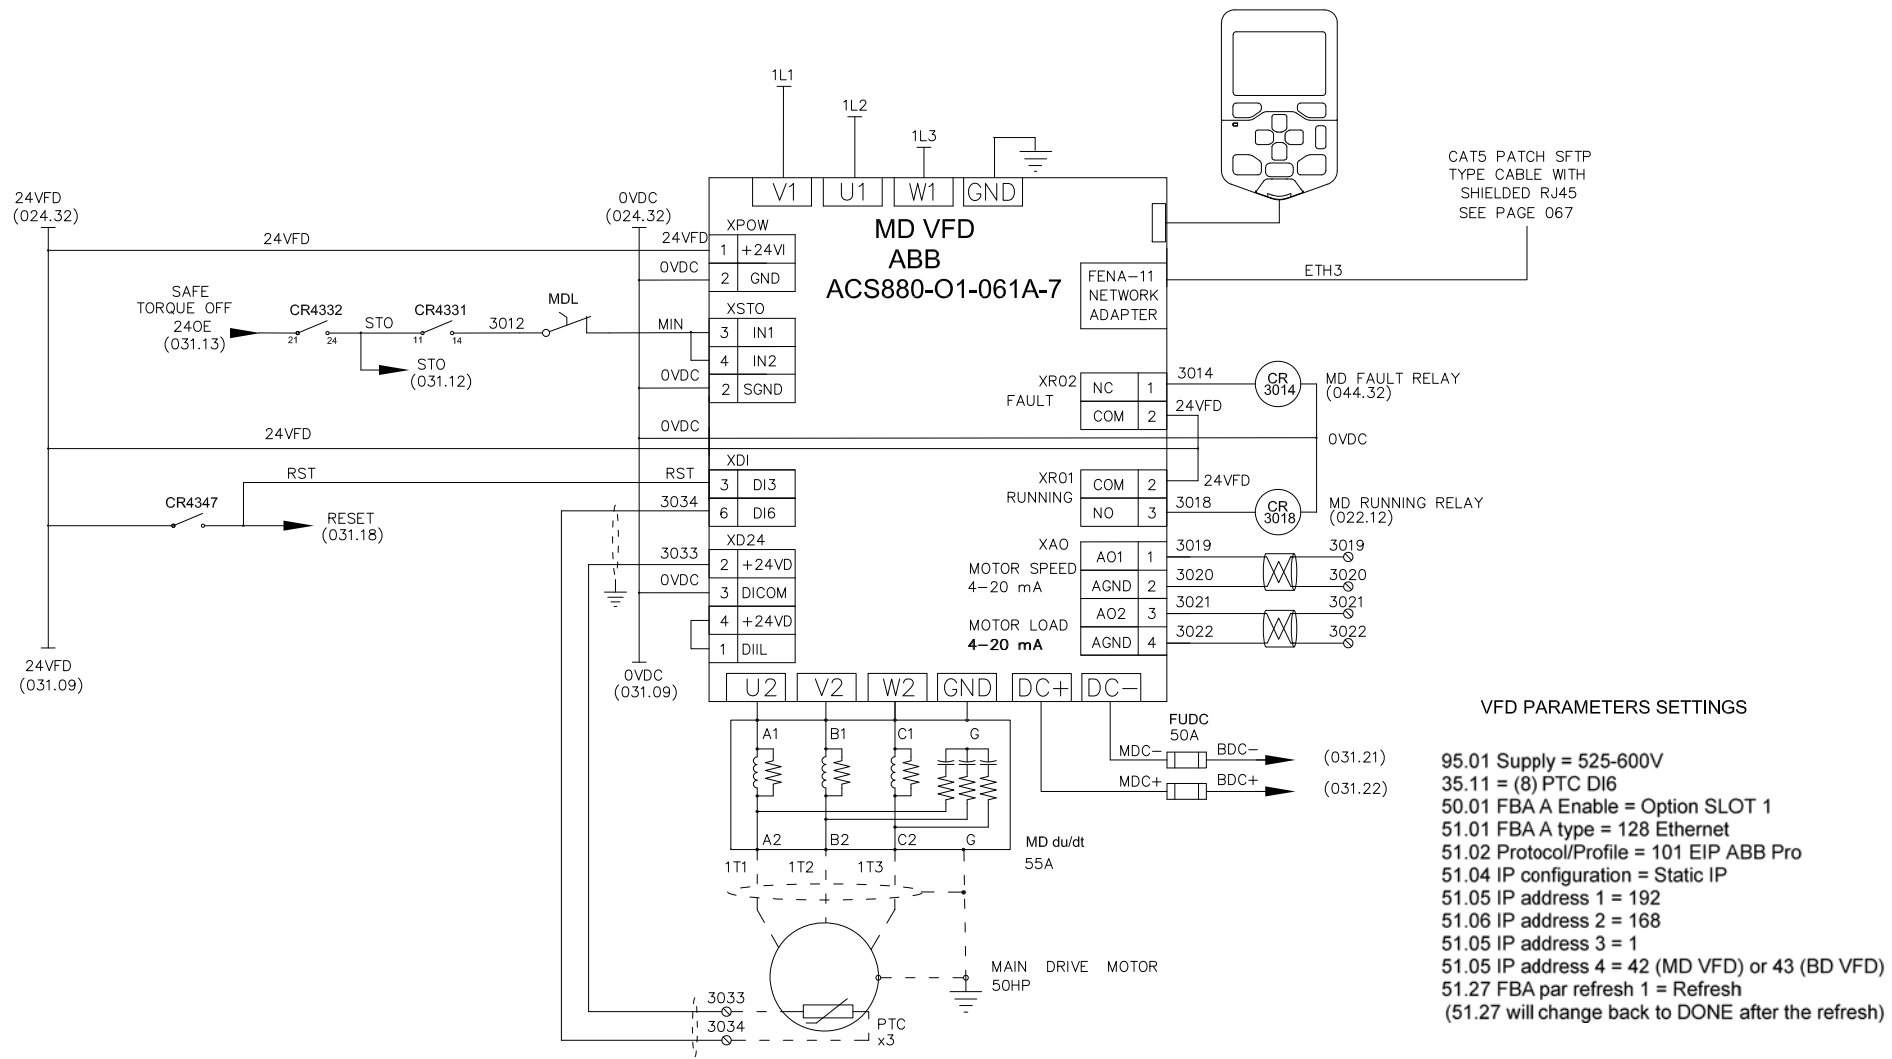 1L1
1L2
1L3
CAT5 PATCH SFTP
TYPE CABLE WITH
SHIELDED RJ45
SEE PAGE 067
V1
U1
W1
GND
24VFD
(024.32)
0VDC
(024.32)
MD VFD
ABB
ACS880-O1-061A-7
24VFD
24VFD
0VDC
XPOW
1 +24VI
2 GND
ETH3
FENA-11
NETWORK
ADAPTER
SAFE
TORQUE OFF
240E
(031.13)
CR4332
21 24
STO
STO
(031.12)
CR4331
11 14
3012
MDL
MIN
0VDC
XSTO
3 IN1
4 IN2
2 SGND
XR02
FAULT
NC 1
COM 2
3014
24VFD
CR
3014
MD FAULT RELAY
(044.32)
24VFD
0VDC
0VDC
RST
RST
3034
CR4347
RESET
(031.18)
XDI
3 DI3
6 DI6
XR01
RUNNING
COM 2
NO 3
24VFD
3018
CR
3018
MD RUNNING RELAY
(022.12)
3033
0VDC
XD24
2 +24VD
3 DICOM
4 +24VD
1 DIIL
XAO
MOTOR SPEED
4-20 mA
MOTOR LOAD
4-20 mA
AO1 1
AGND 2
AO2 3
AGND 4
3019
3020
3021
3022
3019
3020
3021
3022
24VFD
(031.09)
0VDC
(031.09)
U2
V2
W2
GND
DC+
DC-
A1
B1
C1
G
FUDC
50A
MDC-
BDC-
(031.21)
MDC+
BDC+
(031.22)
A2
B2
C2
G
MD du/dt
55A
1T1
1T2
1T3
MAIN DRIVE MOTOR
50HP
3033
3034
PTC
x3
VFD PARAMETERS SETTINGS
95.01 Supply = 525-600V
35.11 = (8) PTC DI6
50.01 FBA A Enable = Option SLOT 1
51.01 FBA A type = 128 Ethernet
51.02 Protocol/Profile = 101 EIP ABB Pro
51.04 IP configuration = Static IP
51.05 IP address 1 = 192
51.06 IP address 2 = 168
51.05 IP address 3 = 1
51.05 IP address 4 = 42 (MD VFD) or 43 (BD VFD)
51.27 FBA par refresh 1 = Refresh
(51.27 will change back to DONE after the refresh)